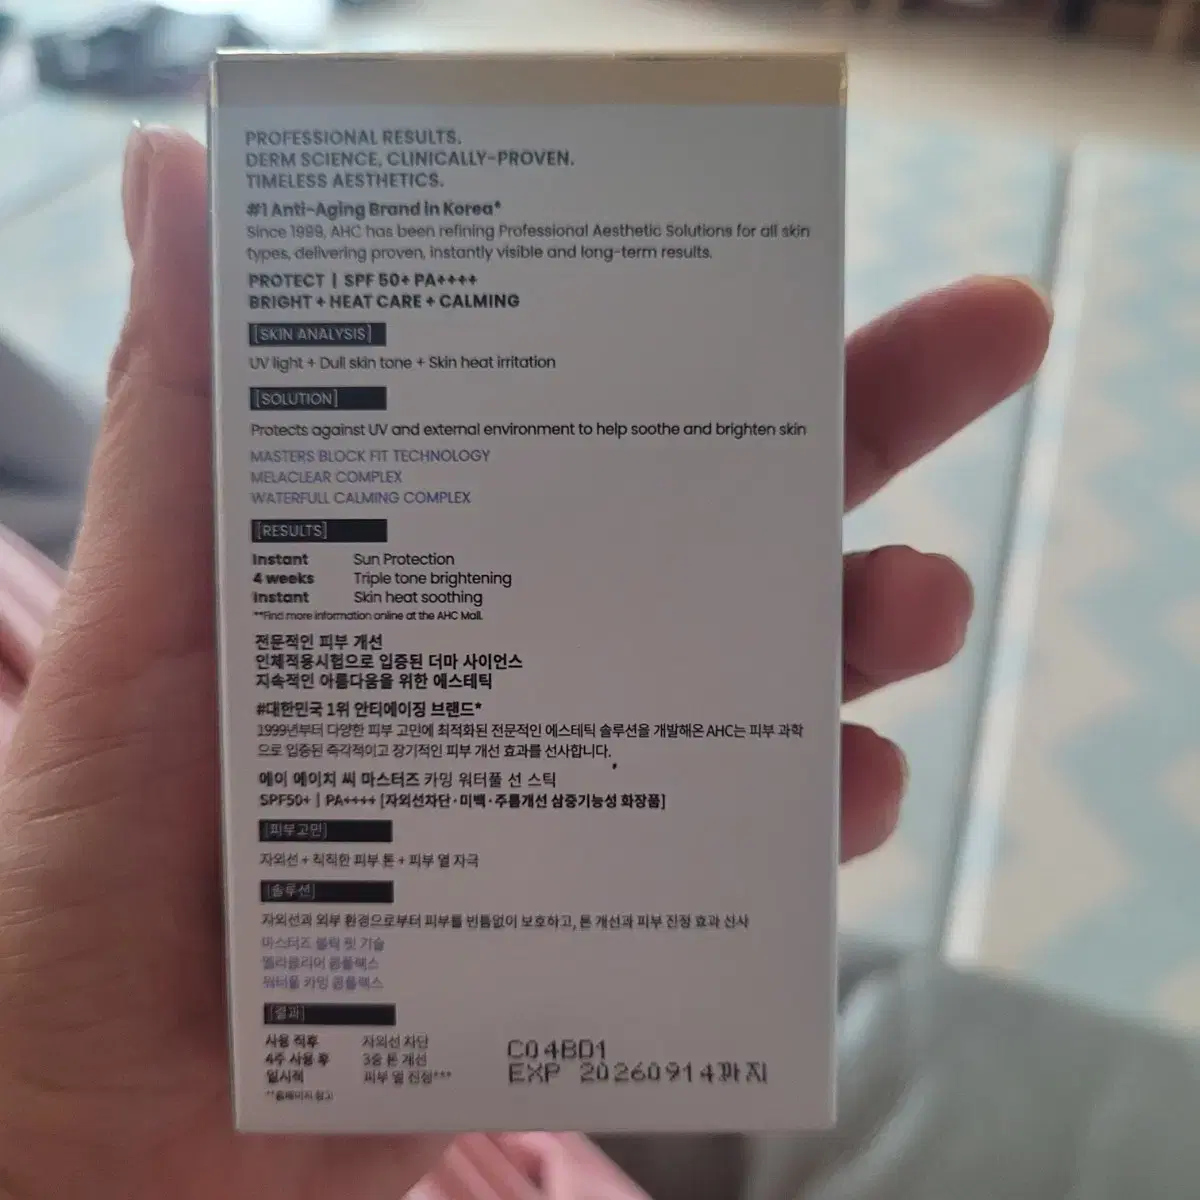 PROFESSIONAL RESULTS.
DERM SCIENCE, CLINICALLY-PROVEN.
TIMELESS AESTHETICS.
#1 Anti-Aging Brand in Korea*
Since 1999, AHC has been refining Professional Aesthetic Solutions for all skin
types, delivering proven, instantly visible and long-term results.
PROTECT | SPF 50+ PA++++
BRIGHT + HEAT CARE + CALMING
[SKIN ANALYSIS]
UV light + Dull skin tone + Skin heat irritation
[SOLUTION]
Protects against UV and external environment to help soothe and brighten skin
MASTERS BLOCK FIT TECHNOLOGY
MELACLEAR COMPLEX
WATERFULL CALMING COMPLEX
[RESULTS]
Instant Sun Protection
4 weeks Triple tone brightening
Instant Skin heat soothing
**Find more information online at the AHC Mall.
전문적인 피부 개선
인체적용시험으로 입증된 더마 사이언스
지속적인 아름다움을 위한 에스테틱
#대한민국 1위 안티에이징 브랜드*
1999년부터 다양한 피부 고민에 최적화된 전문적인 에스테틱 솔루션을 개발해온 AHC는 피부 과학
으로 입증된 즉각적이고 장기적인 피부 개선 효과를 선사합니다.
에이 에이치 씨 마스터즈 카밍 워터풀 선 스틱
SPF50+ | PA++++ [자외선차단·미백·주름개선 삼중기능성 화장품]
[피부고민]
자외선 + 칙칙한 피부 톤 + 피부 열 자극
[솔루션]
자외선과 외부 환경으로부터 피부를 빈틈없이 보호하고, 톤 개선과 피부 진정 효과 선사
마스터즈 블럭 핏 기술
멜라클리어 콤플렉스
워터풀 카밍 콤플렉스
[결과]
사용 직후 자외선 차단
4주 사용 후 3중 톤 개선
일시적 피부 열 진정***
**홈페이지 참고
C04BD1
EXP 20260914까지